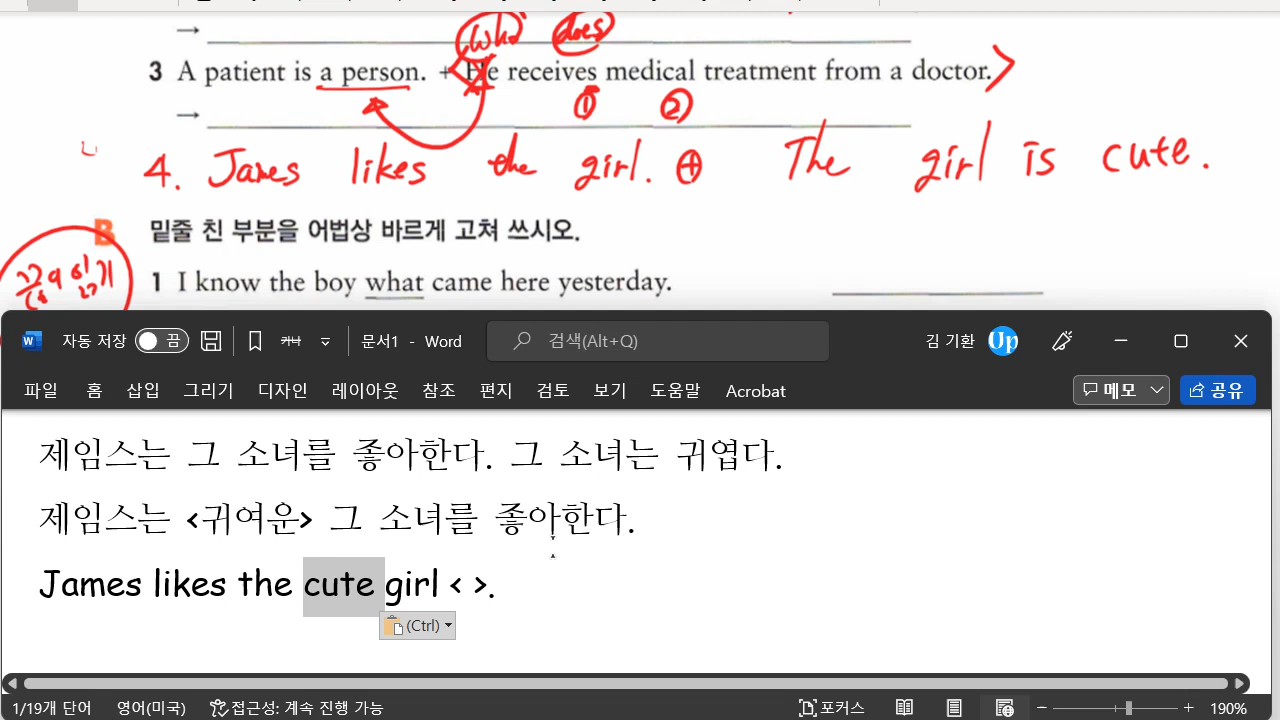 →
who does
3 A patient is a person. + He receives medical treatment from a doctor.
① ②
→
4. James likes the girl. ⊕ The girl is cute.
B 밑줄 친 부분을 어법상 바르게 고쳐 쓰시오.
1 I know the boy what came here yesterday.
자동 저장 끔 가나 문서1 - Word 검색(Alt+Q) 김 기환 Up
파일 홈 삽입 그리기 디자인 레이아웃 참조 편지 검토 보기 도움말 Acrobat 메모 공유
제임스는 그 소녀를 좋아한다. 그 소녀는 귀엽다.
제임스는 <귀여운> 그 소녀를 좋아한다.
James likes the cute girl < >.
(Ctrl)
1/19개 단어 영어(미국) 접근성: 계속 진행 가능 포커스 190%